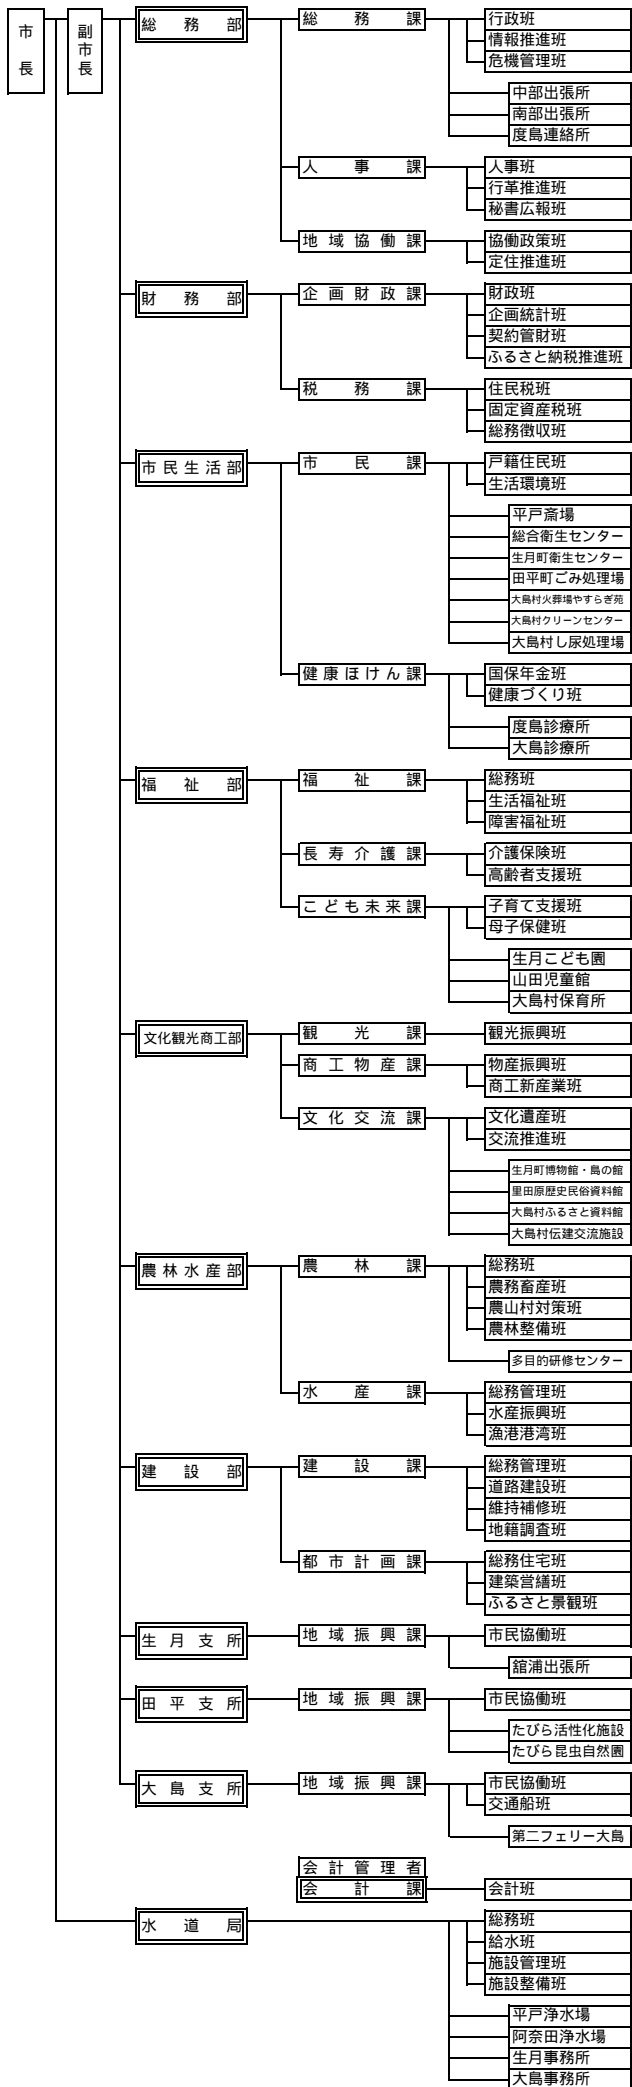 市長
副市長
総務部
総務課
行政班
情報推進班
危機管理班
中部出張所
南部出張所
度島連絡所
人事課
人事班
行革推進班
秘書広報班
地域協働課
協働政策班
定住推進班
財務部
企画財政課
財政班
企画統計班
契約管財班
ふるさと納税推進班
税務課
住民税班
固定資産税班
総務徴収班
市民生活部
市民課
戸籍住民班
生活環境班
平戸斎場
総合衛生センター
生月町衛生センター
田平町ごみ処理場
大島村火葬場やすらぎ苑
大島村クリーンセンター
大島村し尿処理場
健康ほけん課
国保年金班
健康づくり班
度島診療所
大島診療所
福祉部
福祉課
総務班
生活福祉班
障害福祉班
長寿介護課
介護保険班
高齢者支援班
こども未来課
子育て支援班
母子保健班
生月こども園
山田児童館
大島村保育所
文化観光商工部
観光課
観光振興班
商工物産課
物産振興班
商工新産業班
文化交流課
文化遺産班
交流推進班
生月町博物館・島の館
里田原歴史民俗資料館
大島村ふるさと資料館
大島村伝建交流施設
農林水産部
農林課
総務班
農務畜産班
農山村対策班
農林整備班
多目的研修センター
水産課
総務管理班
水産振興班
漁港港湾班
建設部
建設課
総務管理班
道路建設班
維持補修班
地籍調査班
都市計画課
総務住宅班
建築営繕班
ふるさと景観班
生月支所
地域振興課
市民協働班
舘浦出張所
田平支所
地域振興課
市民協働班
たびら活性化施設
たびら昆虫自然園
大島支所
地域振興課
市民協働班
交通船班
第二フェリー大島
会計管理者
会計課
会計班
水道局
総務班
給水班
施設管理班
施設整備班
平戸浄水場
阿奈田浄水場
生月事務所
大島事務所